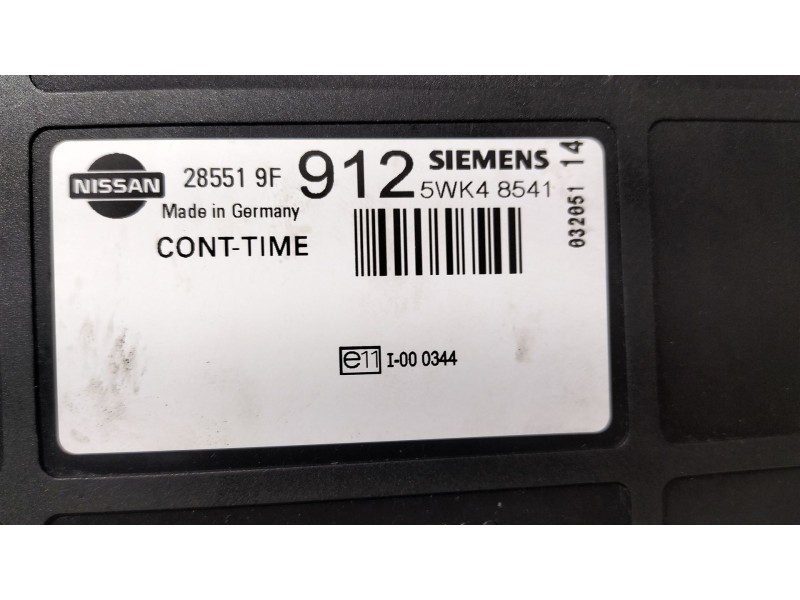 NISSAN 28551 9F 912 SIEMENS
5WK4 8541
Made in Germany
CONT-TIME
032051 14
e11 I-00 0344